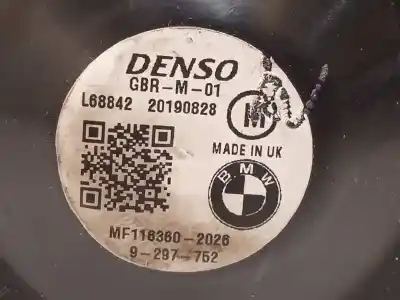 DENSO
GBR-M-01
L68842 20190828
M
MADE IN UK
BMW
MF116360-2026
9-297-752